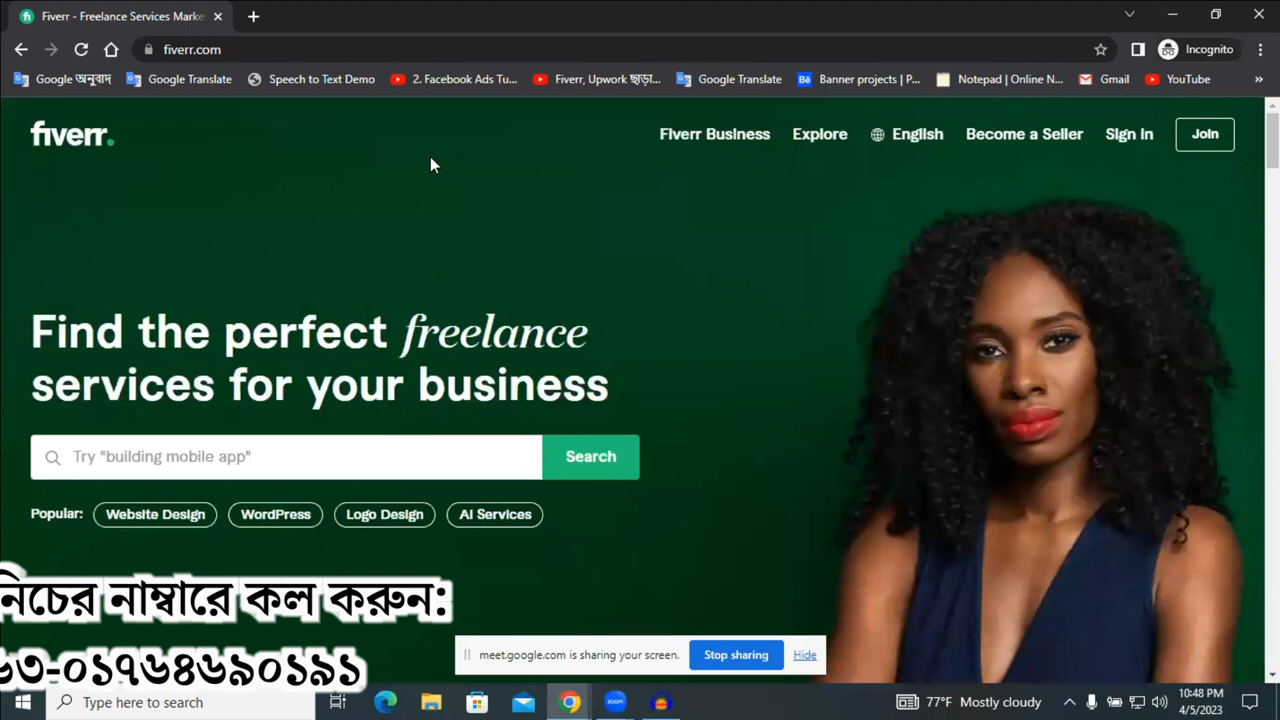 Fiverr - Freelance Services Marke
fiverr.com
Incognito
Google অনুবাদ
Google Translate
Speech to Text Demo
2. Facebook Ads Tu...
Fiverr, Upwork ছাড়া...
Google Translate
Bē Banner projects | P...
Notepad | Online N...
Gmail
YouTube
fiverr.
Fiverr Business
Explore
English
Become a Seller
Sign in
Join
Find the perfect freelance
services for your business
Try "building mobile app"
Search
Popular:
Website Design
WordPress
Logo Design
AI Services
নিচের নাম্বারে কল করুন:
৬৩-০১৭৬৪৬৯০১৯১
meet.google.com is sharing your screen.
Stop sharing
Hide
Type here to search
zoom
77°F Mostly cloudy
10:48 PM
4/5/2023